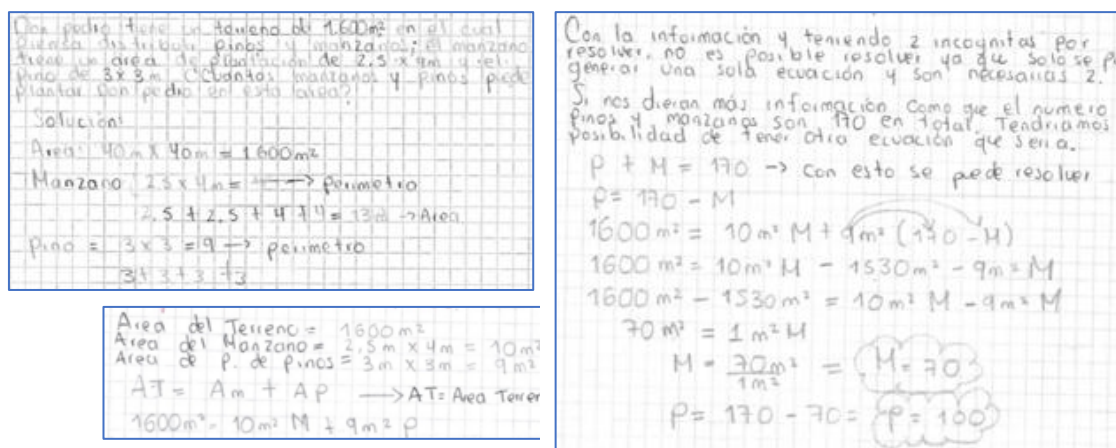 Don pedro tiene un terreno de 1.600m² en el cual
piensa distribuir pinos y manzanos; el manzano
tiene un area de plantación de 2.5 x 4m y el
pino de 3x3m. ¿Cuántos manzanos y pinos puede
plantar Don pedro en esta area?
Solución:
Area: 40m x 40m = 1600m²
Manzano: 2.5 x 4m = → perimetro
2.5 + 2.5 + 4 + 4 = 13m → Area
Pino = 3 x 3 = 9 → perimetro
3 + 3 + 3 + 3
Area del Terreno = 1600m²
Area del Manzano = 2,5m x 4m = 10m²
Area de P. de pinos = 3m x 3m = 9m²
AT = Am + AP → AT = Area Terren
1600m² = 10m² M + 9m² P
Con la información y teniendo 2 incognitas por
resolver, no es posible resolver ya que solo se p
generar una sola ecuación y son necesarias 2.
Si nos dieran más información como que el numero
pinos y manzanos son 170 en total. Tendriamos
posibilidad de tener otra ecuación que seria.
P + M = 170 → con esto se puede resolver
P = 170 - M
1600m² = 10m² M + 9m² (170 - M)
1600m² = 10m² M - 1530m² - 9m² M
1600m² - 1530m² = 10m² M - 9m² M
70m² = 1m² M
M = 70m²/1m² = M = 70
P = 170 - 70 = P = 100